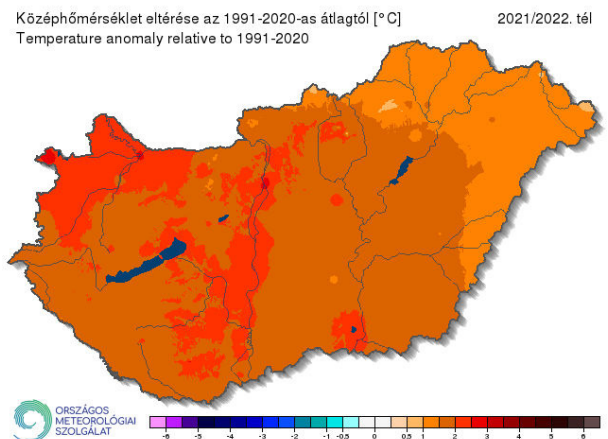 Középhőmérséklet eltérése az 1991-2020-as átlagtól [°C] 2021/2022. tél
Temperature anomaly relative to 1991-2020
ORSZÁGOS
METEOROLÓGIAI
SZOLGÁLAT
-6 -5 -4 -3 -2 -1 -0.5 0 0.5 1 2 3 4 5 6